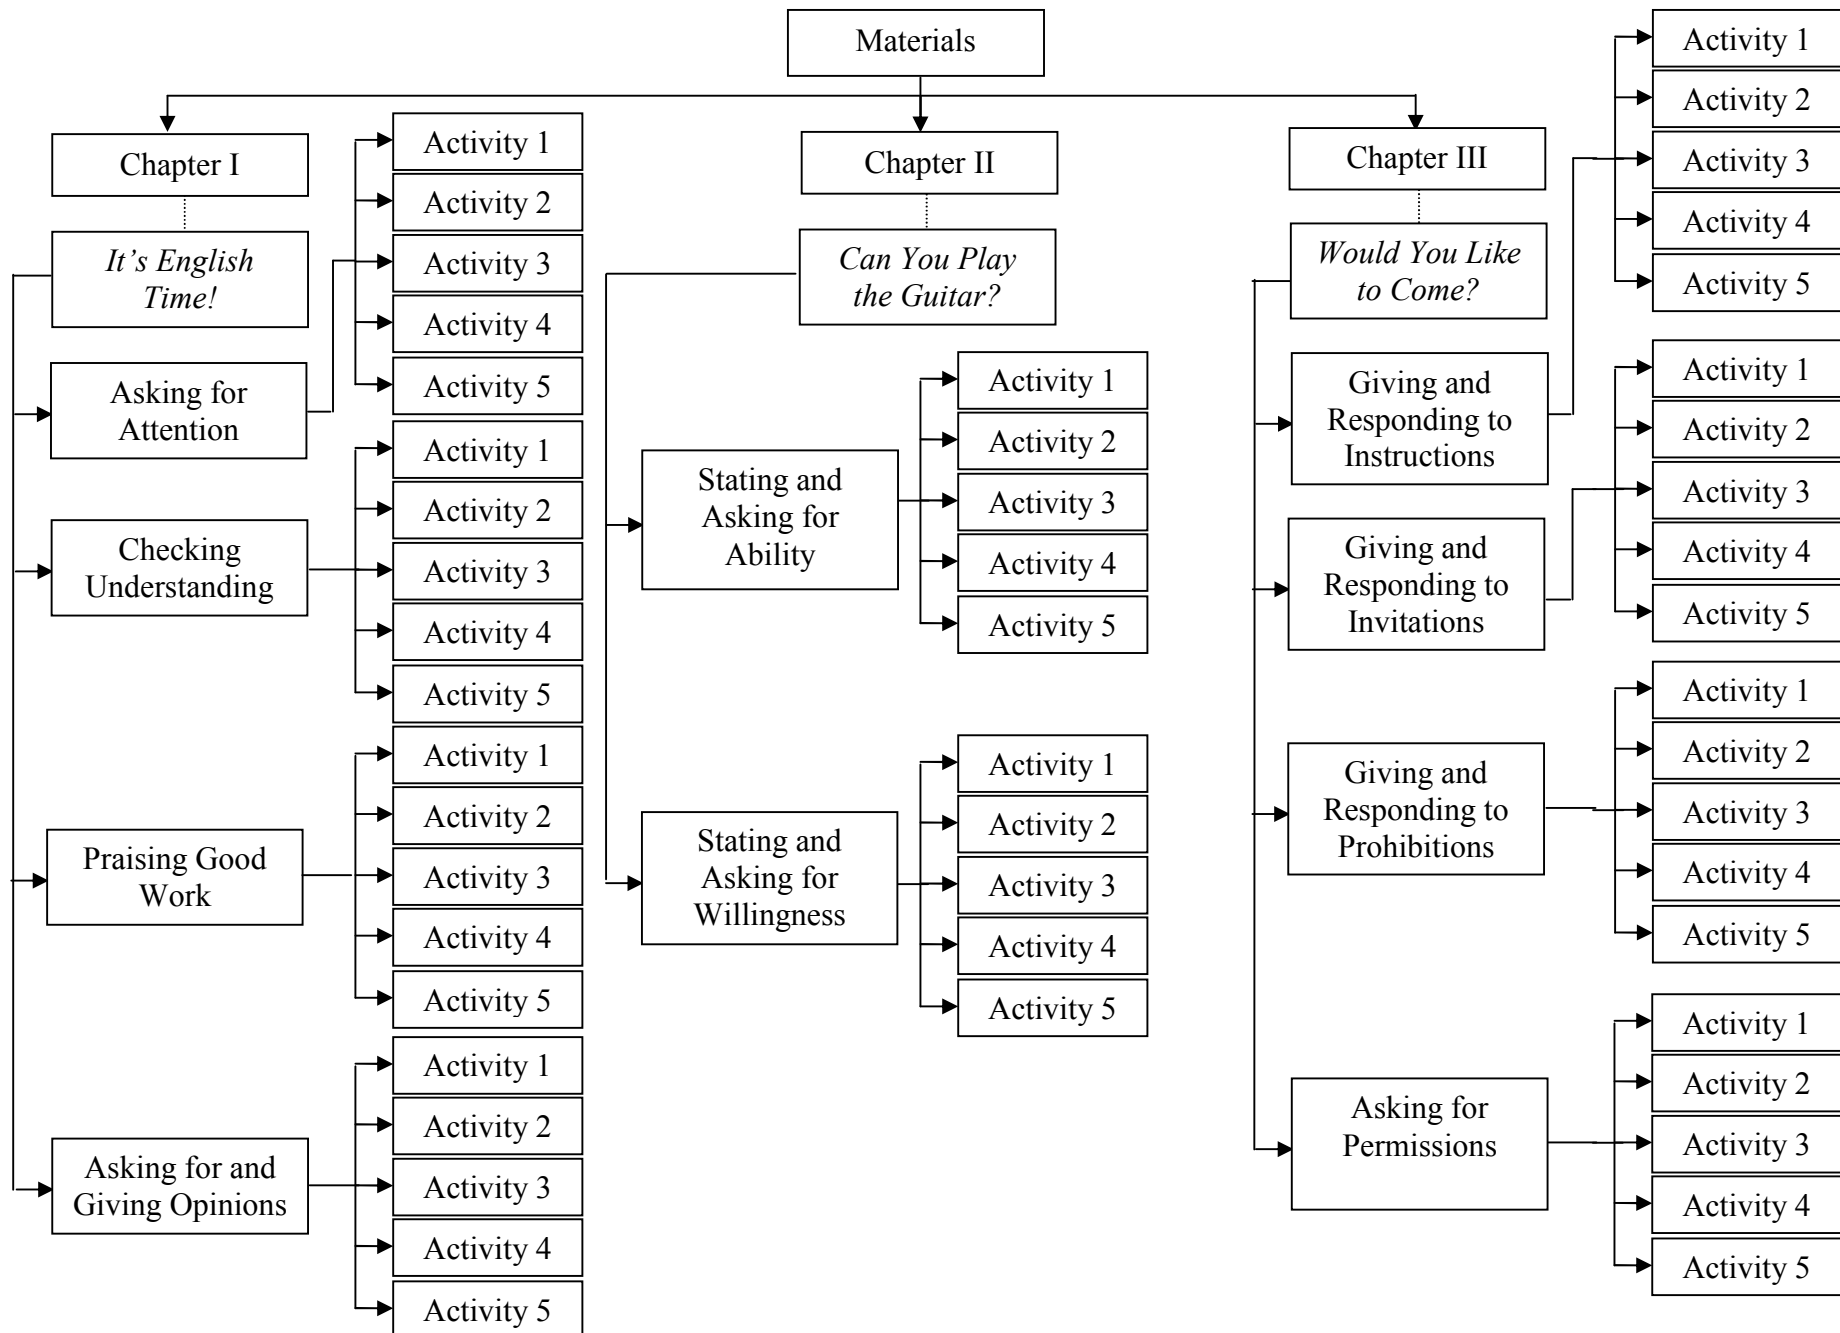 Materials
Chapter I
It's English
Time!
Asking for
Attention
Activity 1
Activity 2
Activity 3
Activity 4
Activity 5
Checking
Understanding
Activity 1
Activity 2
Activity 3
Activity 4
Activity 5
Praising Good
Work
Activity 1
Activity 2
Activity 3
Activity 4
Activity 5
Asking for and
Giving Opinions
Activity 1
Activity 2
Activity 3
Activity 4
Activity 5
Chapter II
Can You Play
the Guitar?
Stating and
Asking for
Ability
Activity 1
Activity 2
Activity 3
Activity 4
Activity 5
Stating and
Asking for
Willingness
Activity 1
Activity 2
Activity 3
Activity 4
Activity 5
Chapter III
Would You Like
to Come?
Giving and
Responding to
Instructions
Activity 1
Activity 2
Activity 3
Activity 4
Activity 5
Giving and
Responding to
Invitations
Activity 1
Activity 2
Activity 3
Activity 4
Activity 5
Giving and
Responding to
Prohibitions
Activity 1
Activity 2
Activity 3
Activity 4
Activity 5
Asking for
Permissions
Activity 1
Activity 2
Activity 3
Activity 4
Activity 5